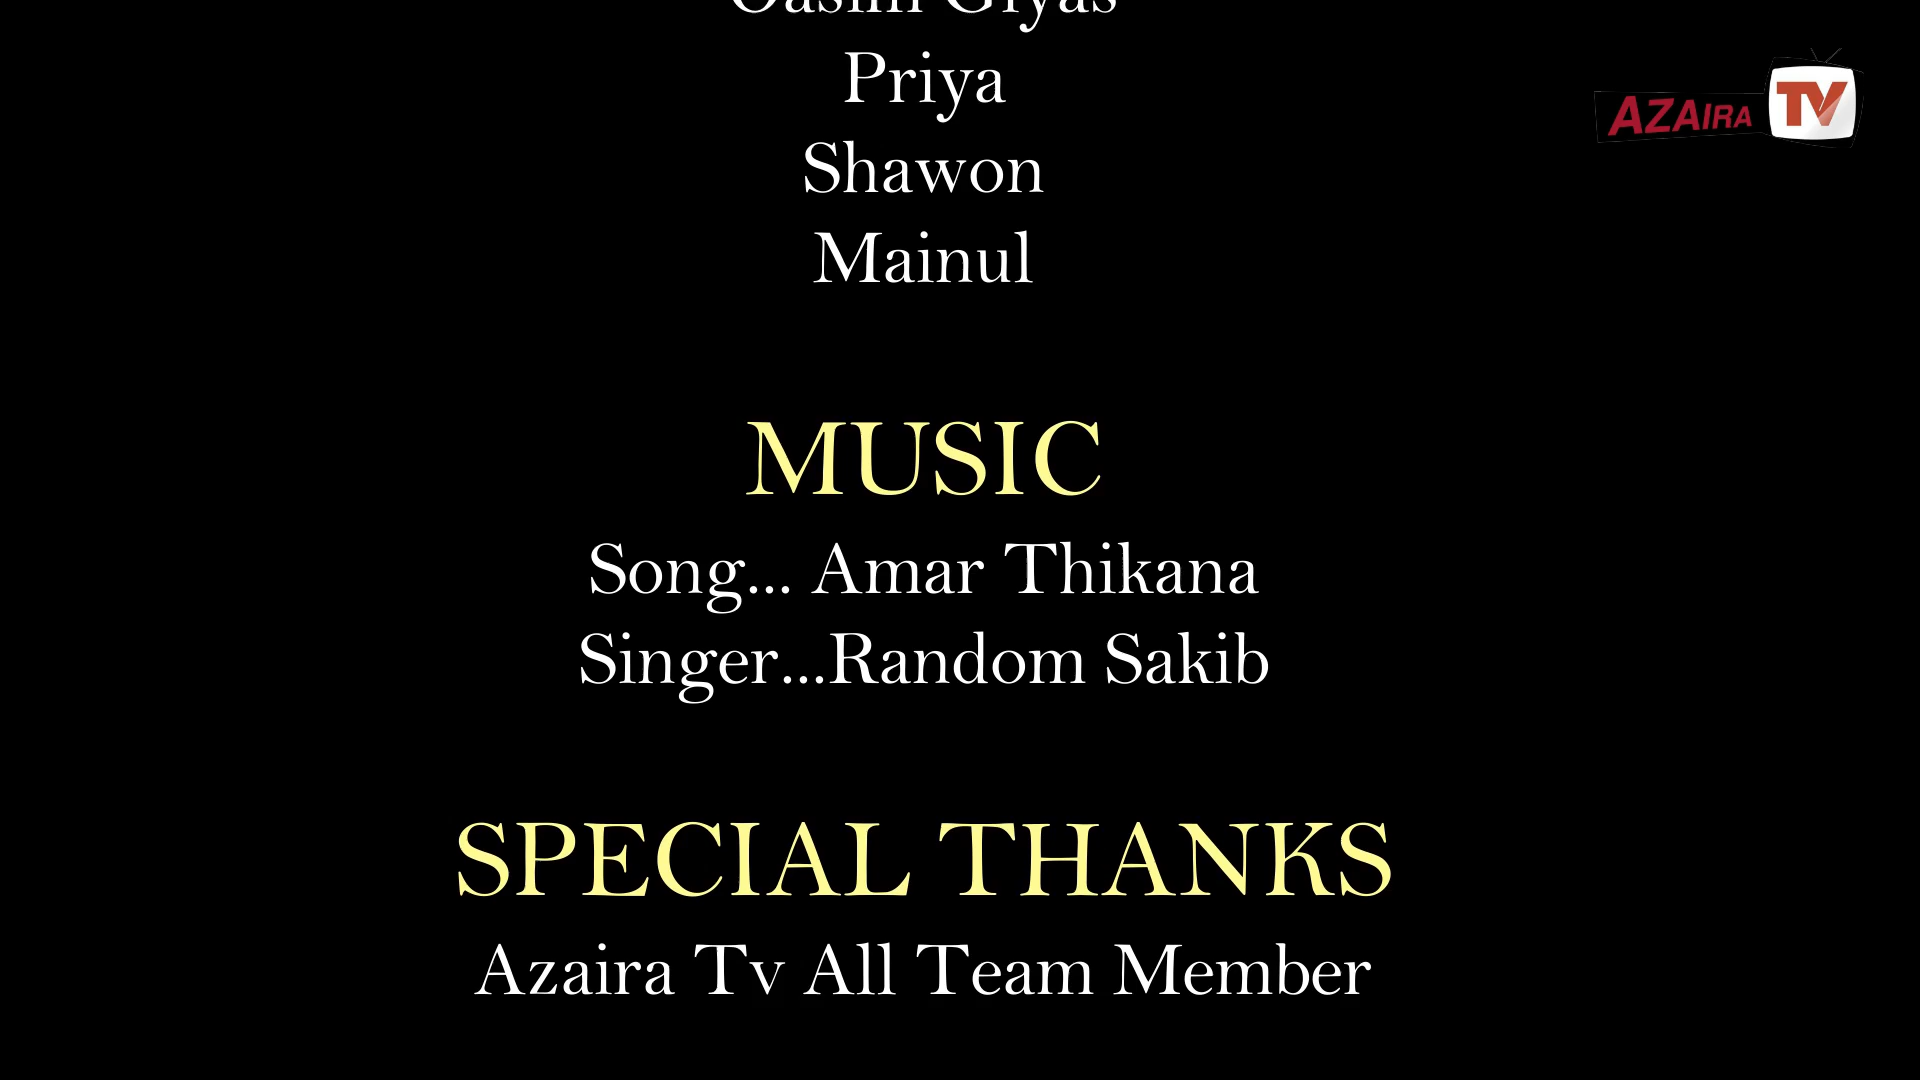 Priya
AZAIRA TV
Shawon
Mainul
MUSIC
Song... Amar Thikana
Singer...Random Sakib
SPECIAL THANKS
Azaira Tv All Team Member